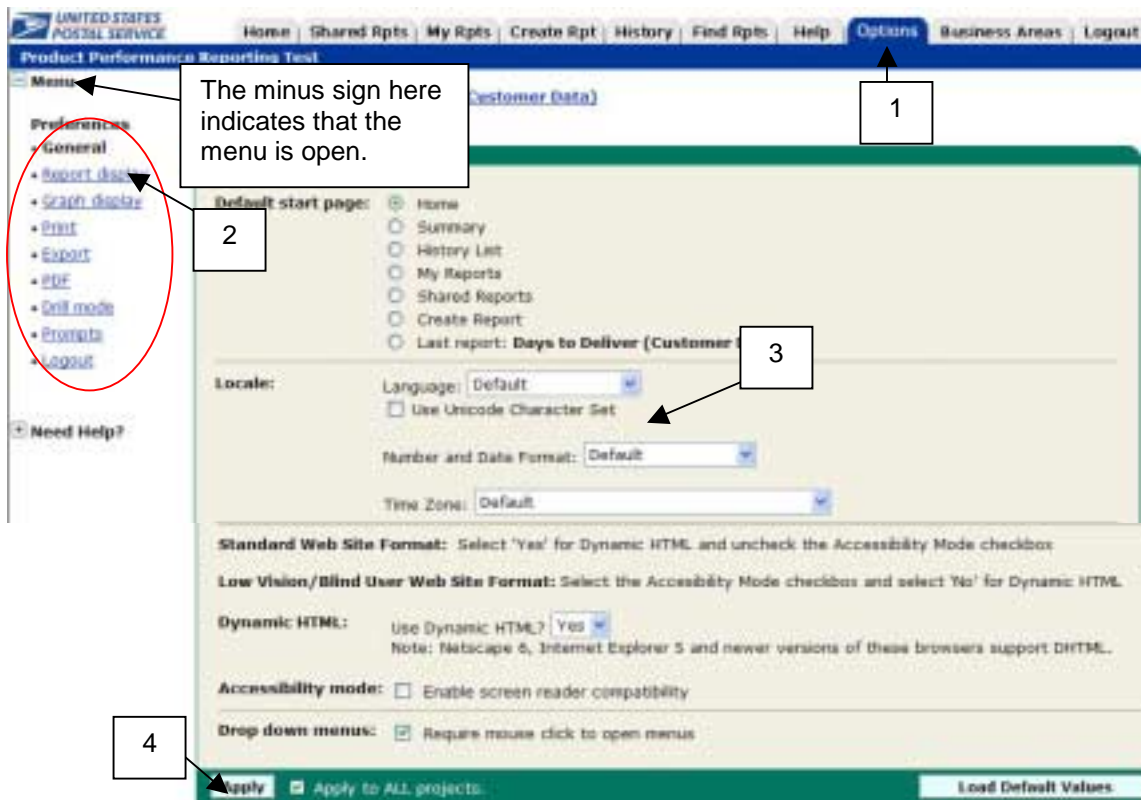 UNITED STATES
POSTAL SERVICE
Home Shared Rpts My Rpts Create Rpt History Find Rpts Help Options Business Areas Logout
Product Performance Reporting Test
Menu
The minus sign here
indicates that the
menu is open.
Customer Data)
1
Preferences
General
Report display
Graph display
Print
Export
PDF
Drill mode
Prompts
Logout
2
Need Help?
Default start page:
Home
Summary
History List
My Reports
Shared Reports
Create Report
Last report: Days to Deliver (Customer
3
Locale:
Language: Default
Use Unicode Character Set
Number and Date Format: Default
Time Zone: Default
Standard Web Site Format: Select 'Yes' for Dynamic HTML and uncheck the Accessibility Mode checkbox
Low Vision/Blind User Web Site Format: Select the Accesibility Mode checkbox and select 'No' for Dynamic HTML
Dynamic HTML: Use Dynamic HTML? Yes
Note: Netscape 6, Internet Explorer 5 and newer versions of these browsers support DHTML.
Accessibility mode: Enable screen reader compatibility
Drop down menus: Require mouse click to open menus
4
Apply Apply to ALL projects. Load Default Values